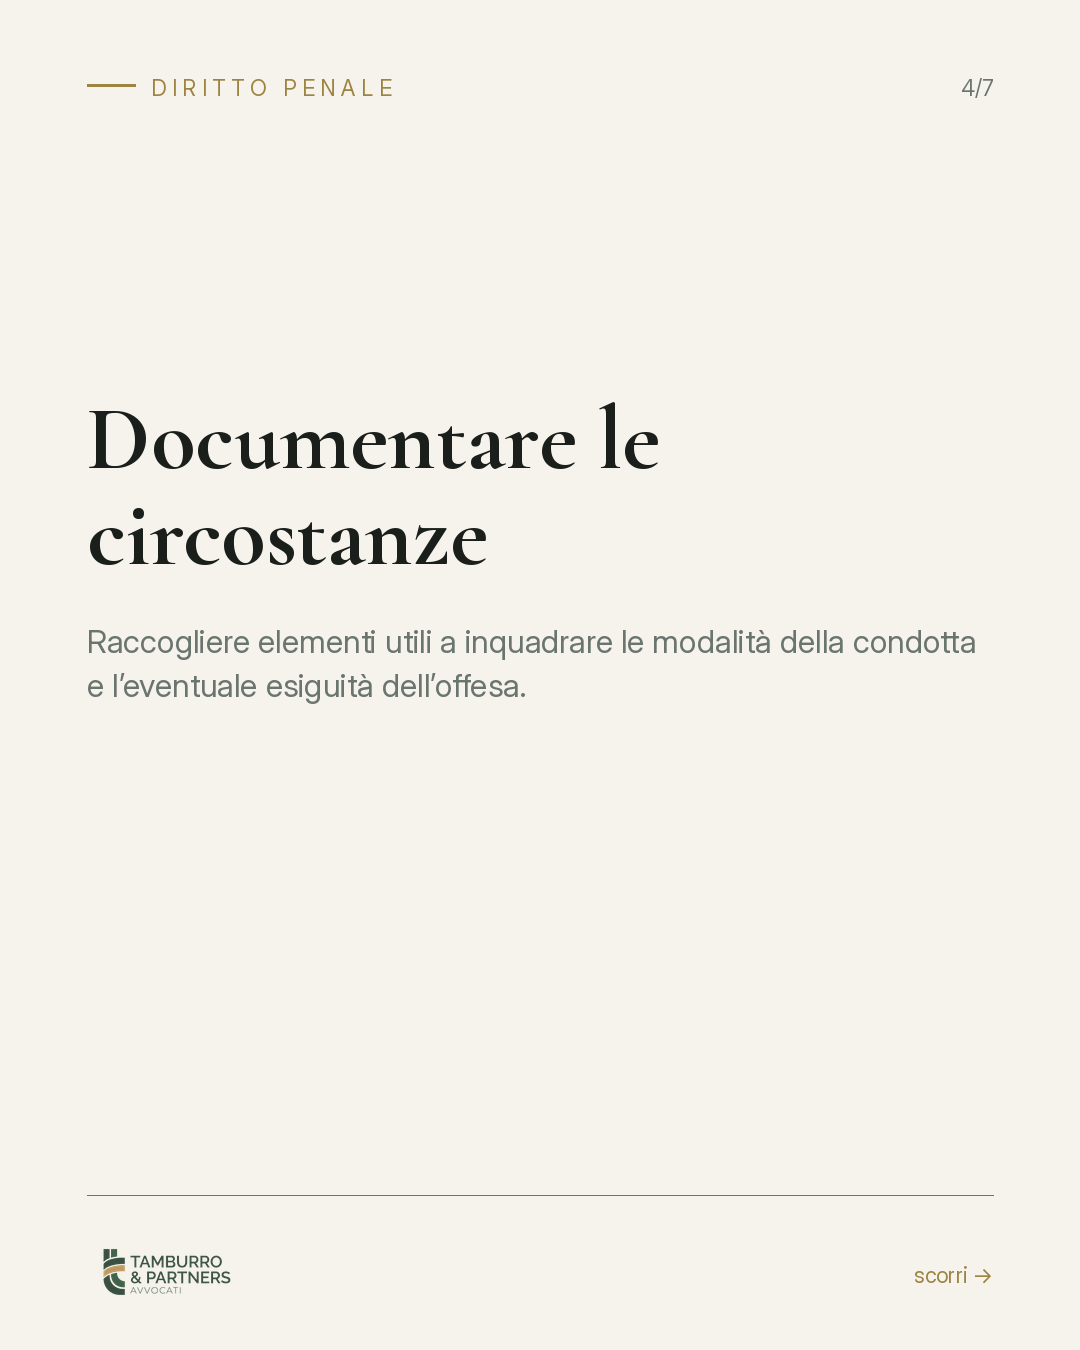 DIRITTO PENALE
4/7
Documentare le
circostanze
Raccogliere elementi utili a inquadrare le modalità della condotta
e l’eventuale esiguità dell’offesa.
TAMBURRO
& PARTNERS
AVVOCATI
scorri →